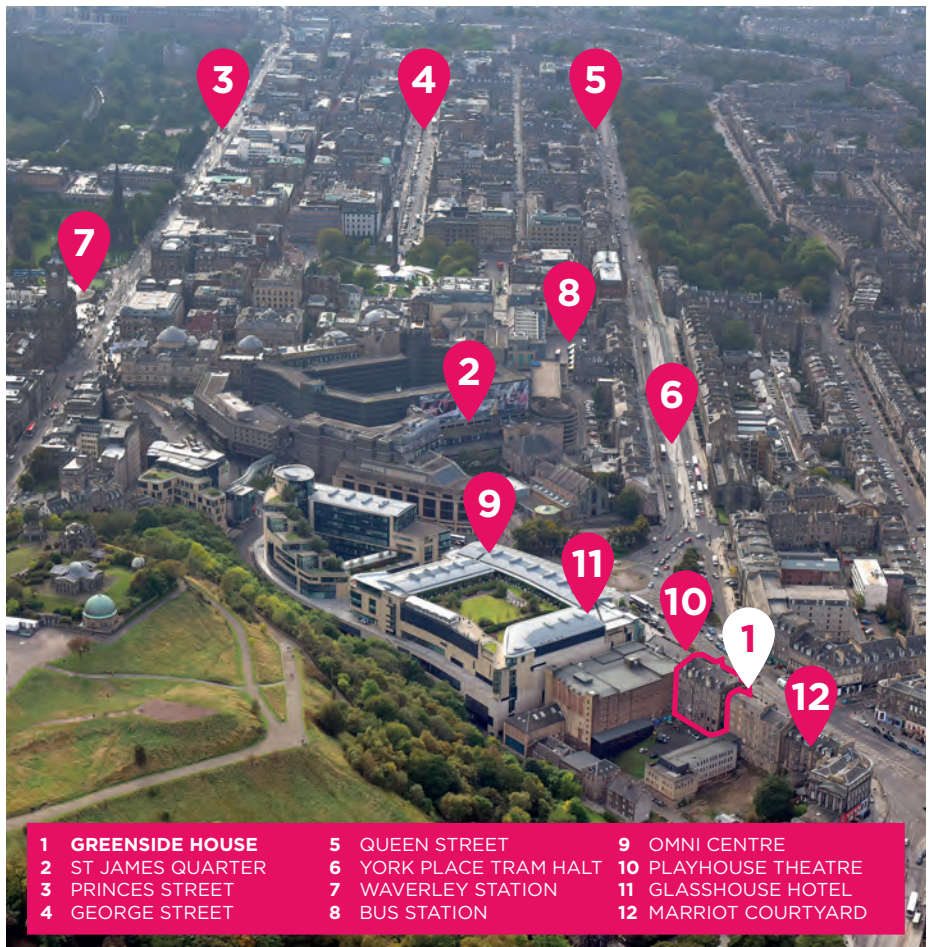 3
4
5
7
8
2
6
9
11
10
1
12
1 GREENSIDE HOUSE
2 ST JAMES QUARTER
3 PRINCES STREET
4 GEORGE STREET
5 QUEEN STREET
6 YORK PLACE TRAM HALT
7 WAVERLEY STATION
8 BUS STATION
9 OMNI CENTRE
10 PLAYHOUSE THEATRE
11 GLASSHOUSE HOTEL
12 MARRIOT COURTYARD